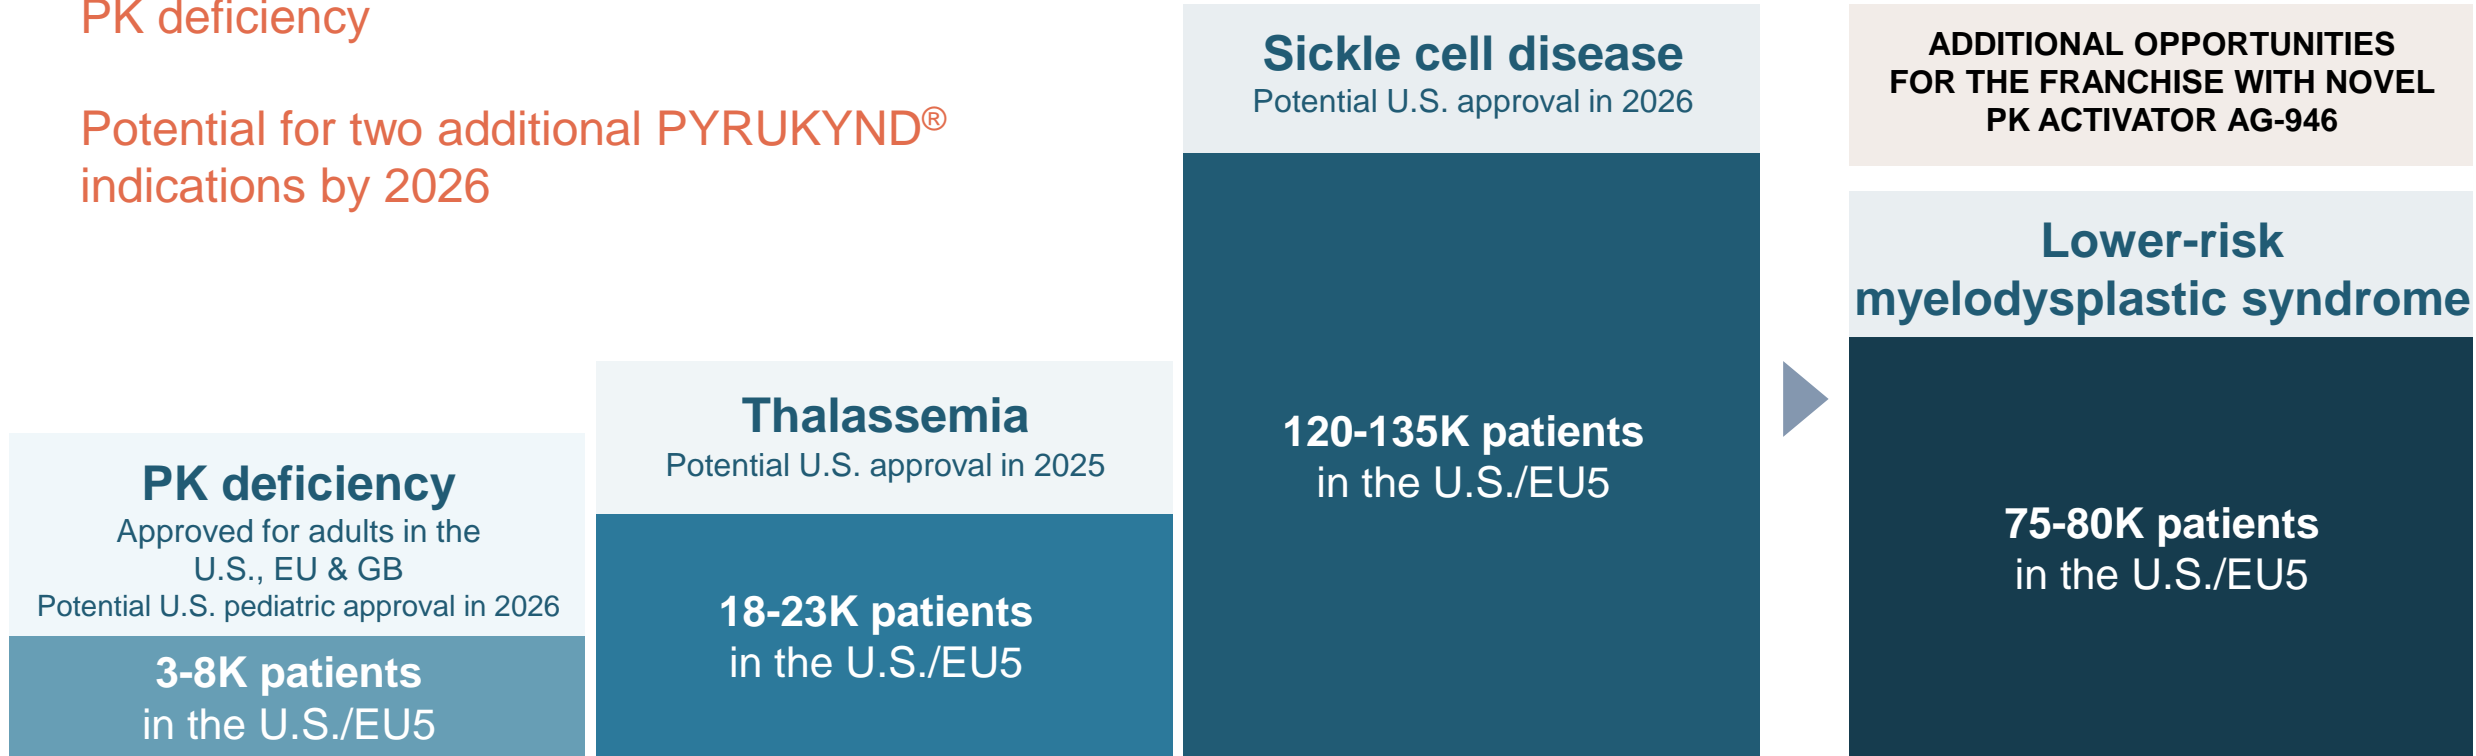 PK deficiency
Potential for two additional PYRUKYND®
indications by 2026
PK deficiency
Approved for adults in the
U.S., EU & GB
Potential U.S. pediatric approval in 2026
3-8K patients
in the U.S./EU5
Thalassemia
Potential U.S. approval in 2025
18-23K patients
in the U.S./EU5
Sickle cell disease
Potential U.S. approval in 2026
120-135K patients
in the U.S./EU5
ADDITIONAL OPPORTUNITIES
FOR THE FRANCHISE WITH NOVEL
PK ACTIVATOR AG-946
Lower-risk
myelodysplastic syndrome
75-80K patients
in the U.S./EU5